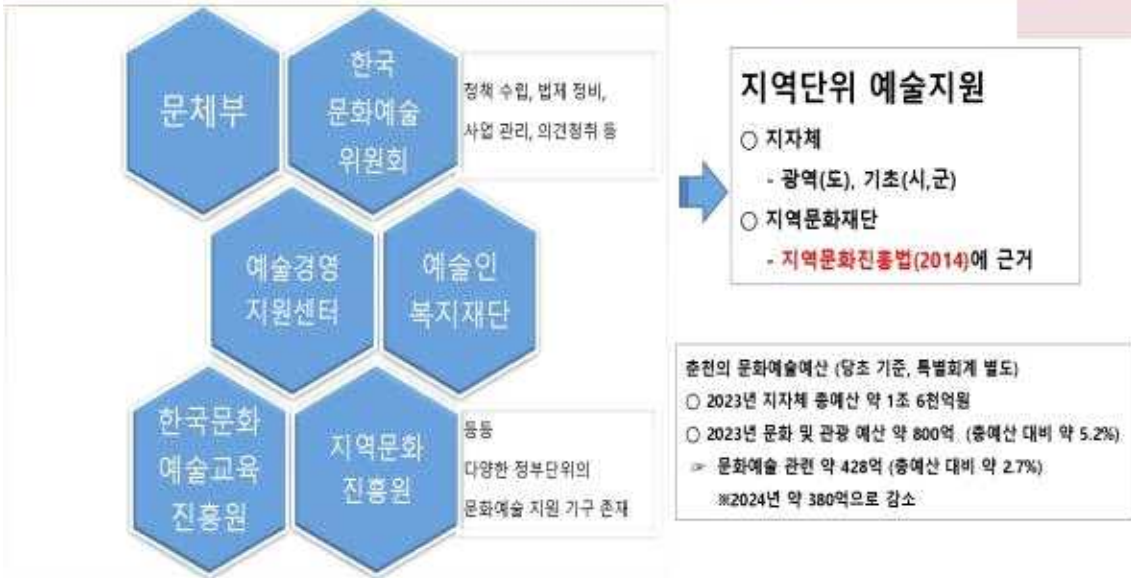 문체부
한국
문화예술
위원회
정책 수립, 법제 정비,
사업 관리, 의견청취 등
예술경영
지원센터
예술인
복지재단
한국문화
예술교육
진흥원
지역문화
진흥원
등등
다양한 정부단위의
문화예술 지원 기구 존재
지역단위 예술지원
○ 지자체
- 광역(도), 기초(시,군)
○ 지역문화재단
- 지역문화진흥법(2014)에 근거
춘천의 문화예술예산 (당초 기준, 특별회계 별도)
○ 2023년 지자체 총예산 약 1조 6천억원
○ 2023년 문화 및 관광 예산 약 800억 (총예산 대비 약 5.2%)
☞ 문화예술 관련 약 428억 (총예산 대비 약 2.7%)
※2024년 약 380억으로 감소